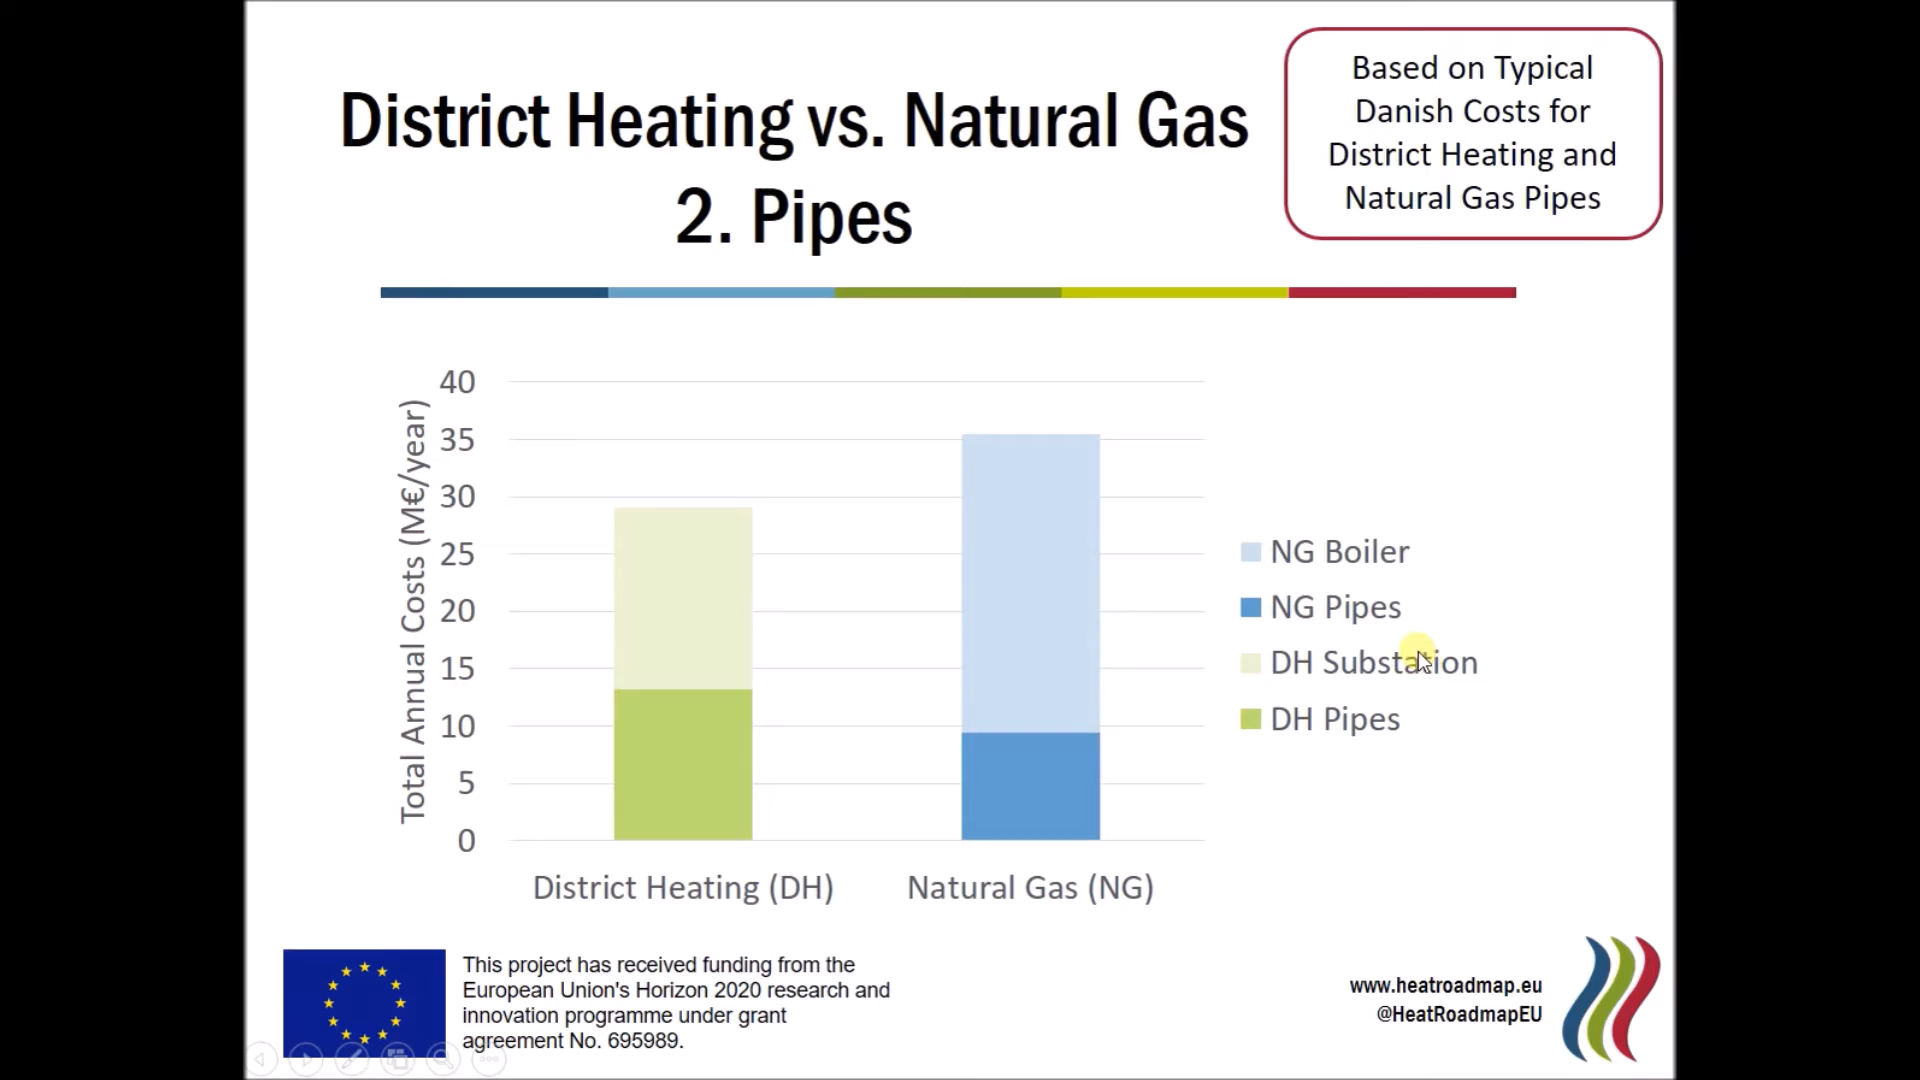 District Heating vs. Natural Gas
2. Pipes
Based on Typical
Danish Costs for
District Heating and
Natural Gas Pipes
Total Annual Costs (M€/year)
40
35
30
25
20
15
10
5
0
District Heating (DH)
Natural Gas (NG)
NG Boiler
NG Pipes
DH Substation
DH Pipes
This project has received funding from the
European Union's Horizon 2020 research and
innovation programme under grant
agreement No. 695989.
www.heatroadmap.eu
@HeatRoadmapEU